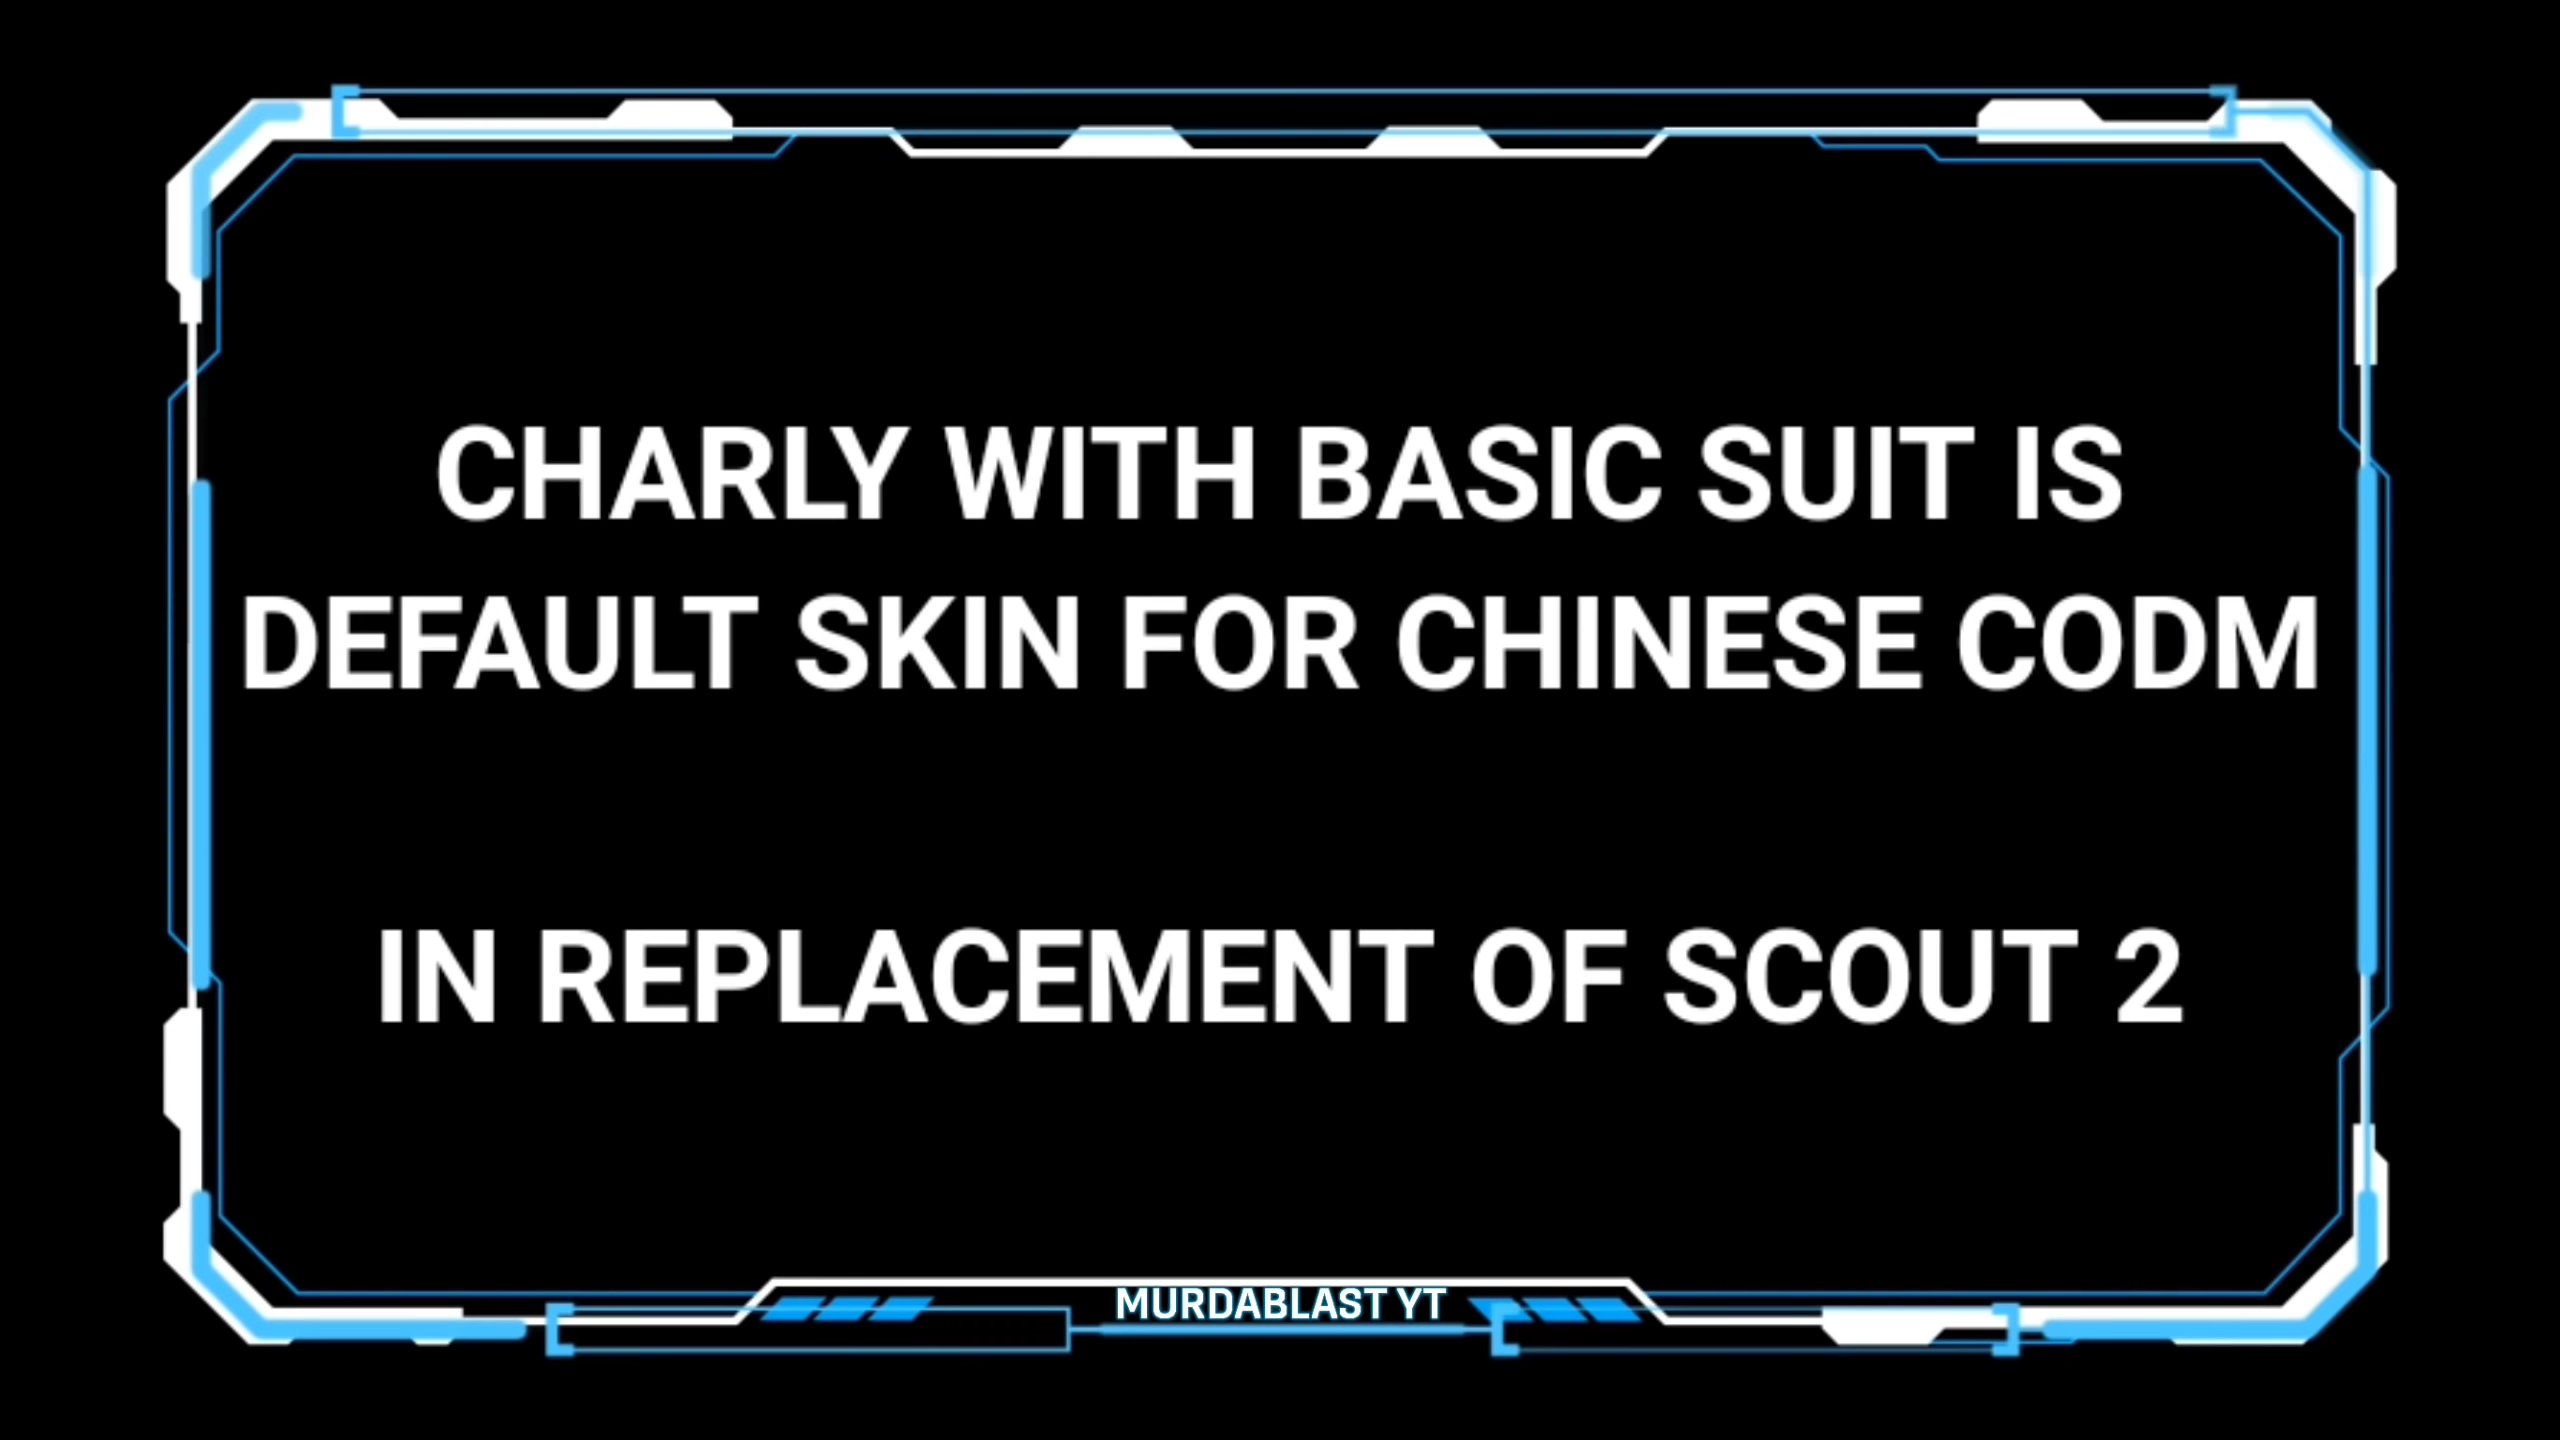 CHARLY WITH BASIC SUIT IS
DEFAULT SKIN FOR CHINESE CODM
IN REPLACEMENT OF SCOUT 2
MURDABLAST YT